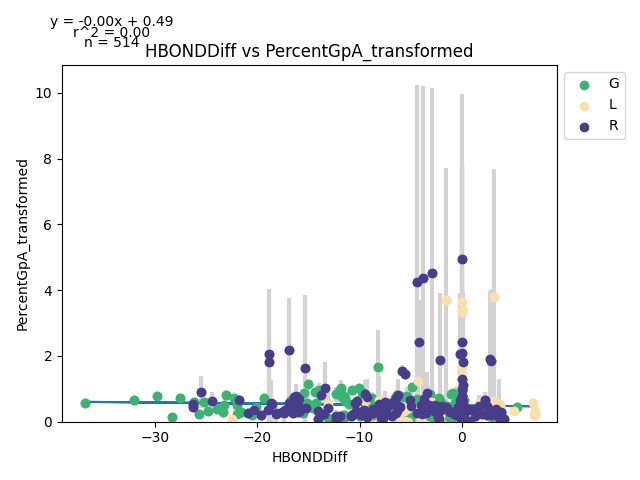 y = -0.00x + 0.49
r^2 = 0.00
n = 514
HBONDDiff vs PercentGpA_transformed
G
L
R
PercentGpA_transformed
10
8
6
4
2
0
−30
−20
−10
0
HBONDDiff